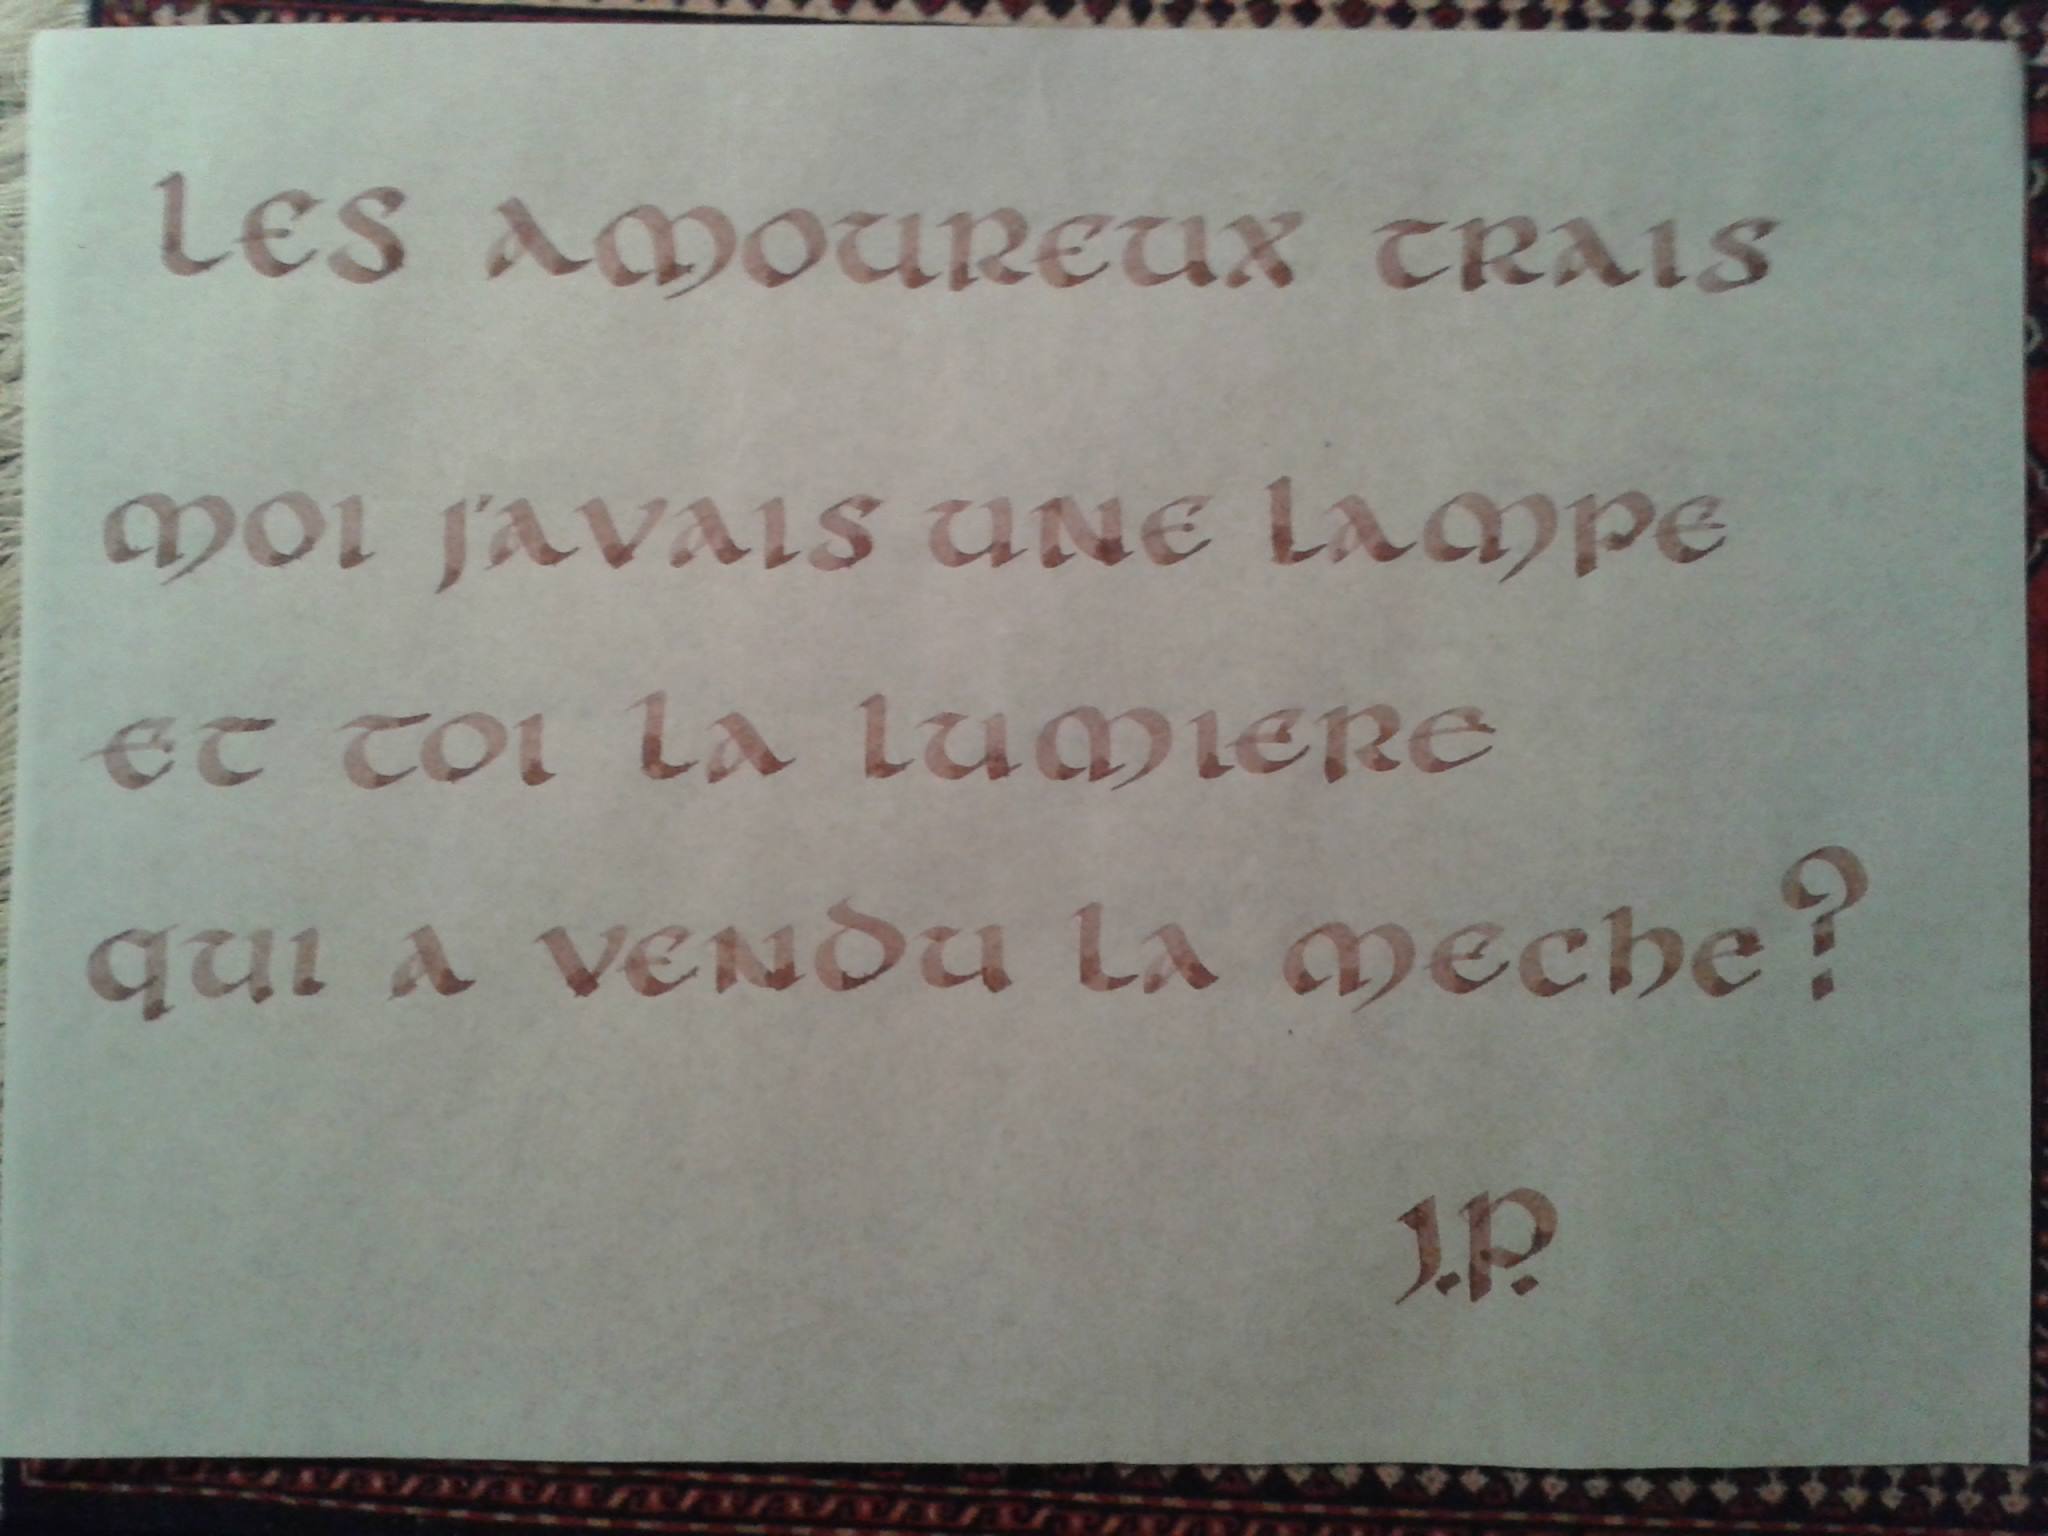 LES AMOUREUX TRAIS
MOI J'AVAIS UNE LAMPE
ET TOI LA LUMIERE
QUI A VENDU LA MECHE?
J.P.